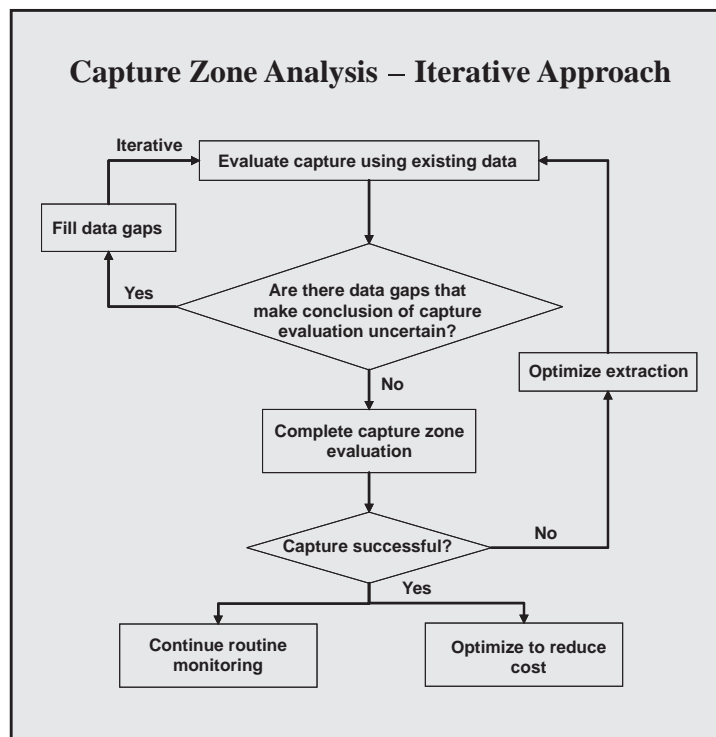 Capture Zone Analysis – Iterative Approach
Iterative
Evaluate capture using existing data
Fill data gaps
Yes
Are there data gaps that
make conclusion of capture
evaluation uncertain?
Optimize extraction
No
Complete capture zone
evaluation
Capture successful?
No
Yes
Continue routine
monitoring
Optimize to reduce
cost